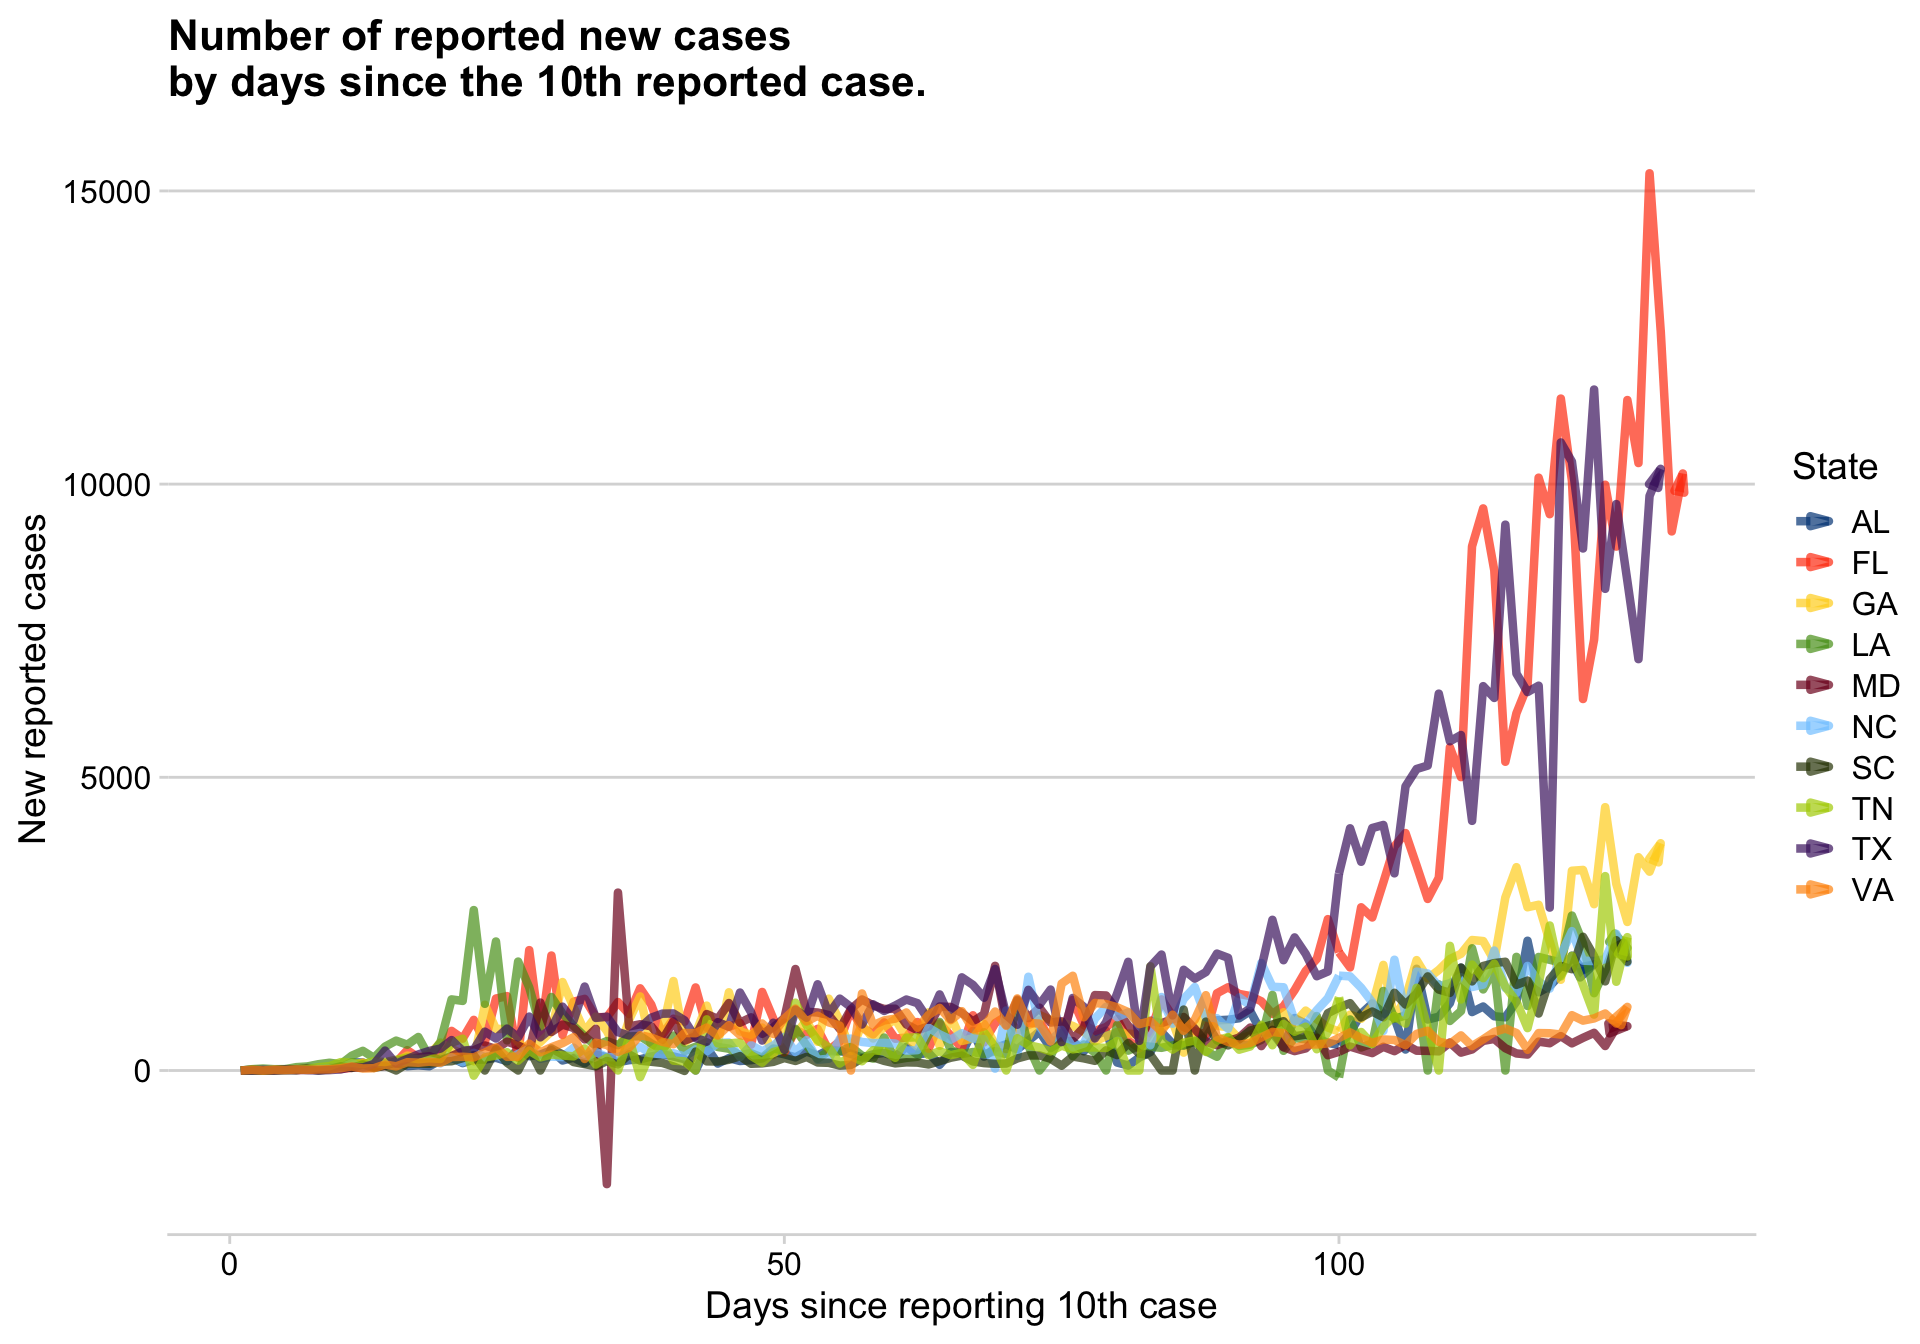 Number of reported new cases
by days since the 10th reported case.
15000
10000
5000
0
New reported cases
0 50 100
Days since reporting 10th case
State
AL
FL
GA
LA
MD
NC
SC
TN
TX
VA